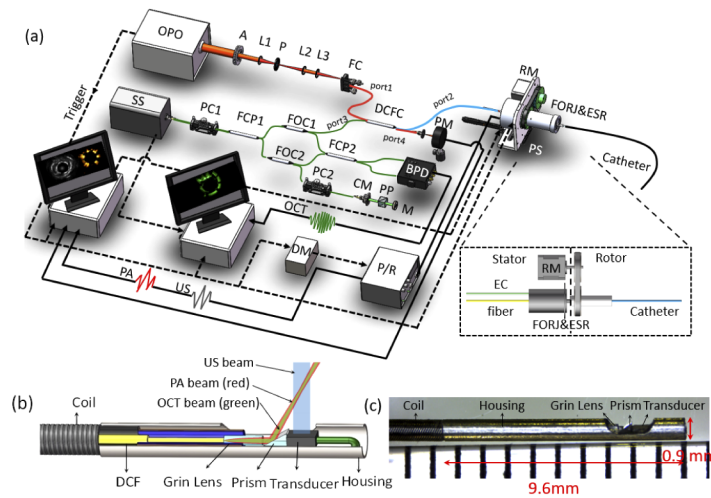 (a)
OPO
A
L1
P
L2
L3
FC
port1
Trigger
SS
PC1
FCP1
FOC1
port3
DCFC
port2
port4
PM
RM
FORJ&ESR
PS
Catheter
FOC2
FCP2
PC2
CM
PP
M
BPD
OCT
DM
P/R
PA
US
Stator
Rotor
RM
EC
fiber
Catheter
FORJ&ESR
(b)
US beam
PA beam (red)
OCT beam (green)
Coil
DCF
Grin Lens
Prism
Transducer
Housing
(c)
Coil
Housing
Grin Lens
Prism
Transducer
0.9 mm
9.6mm